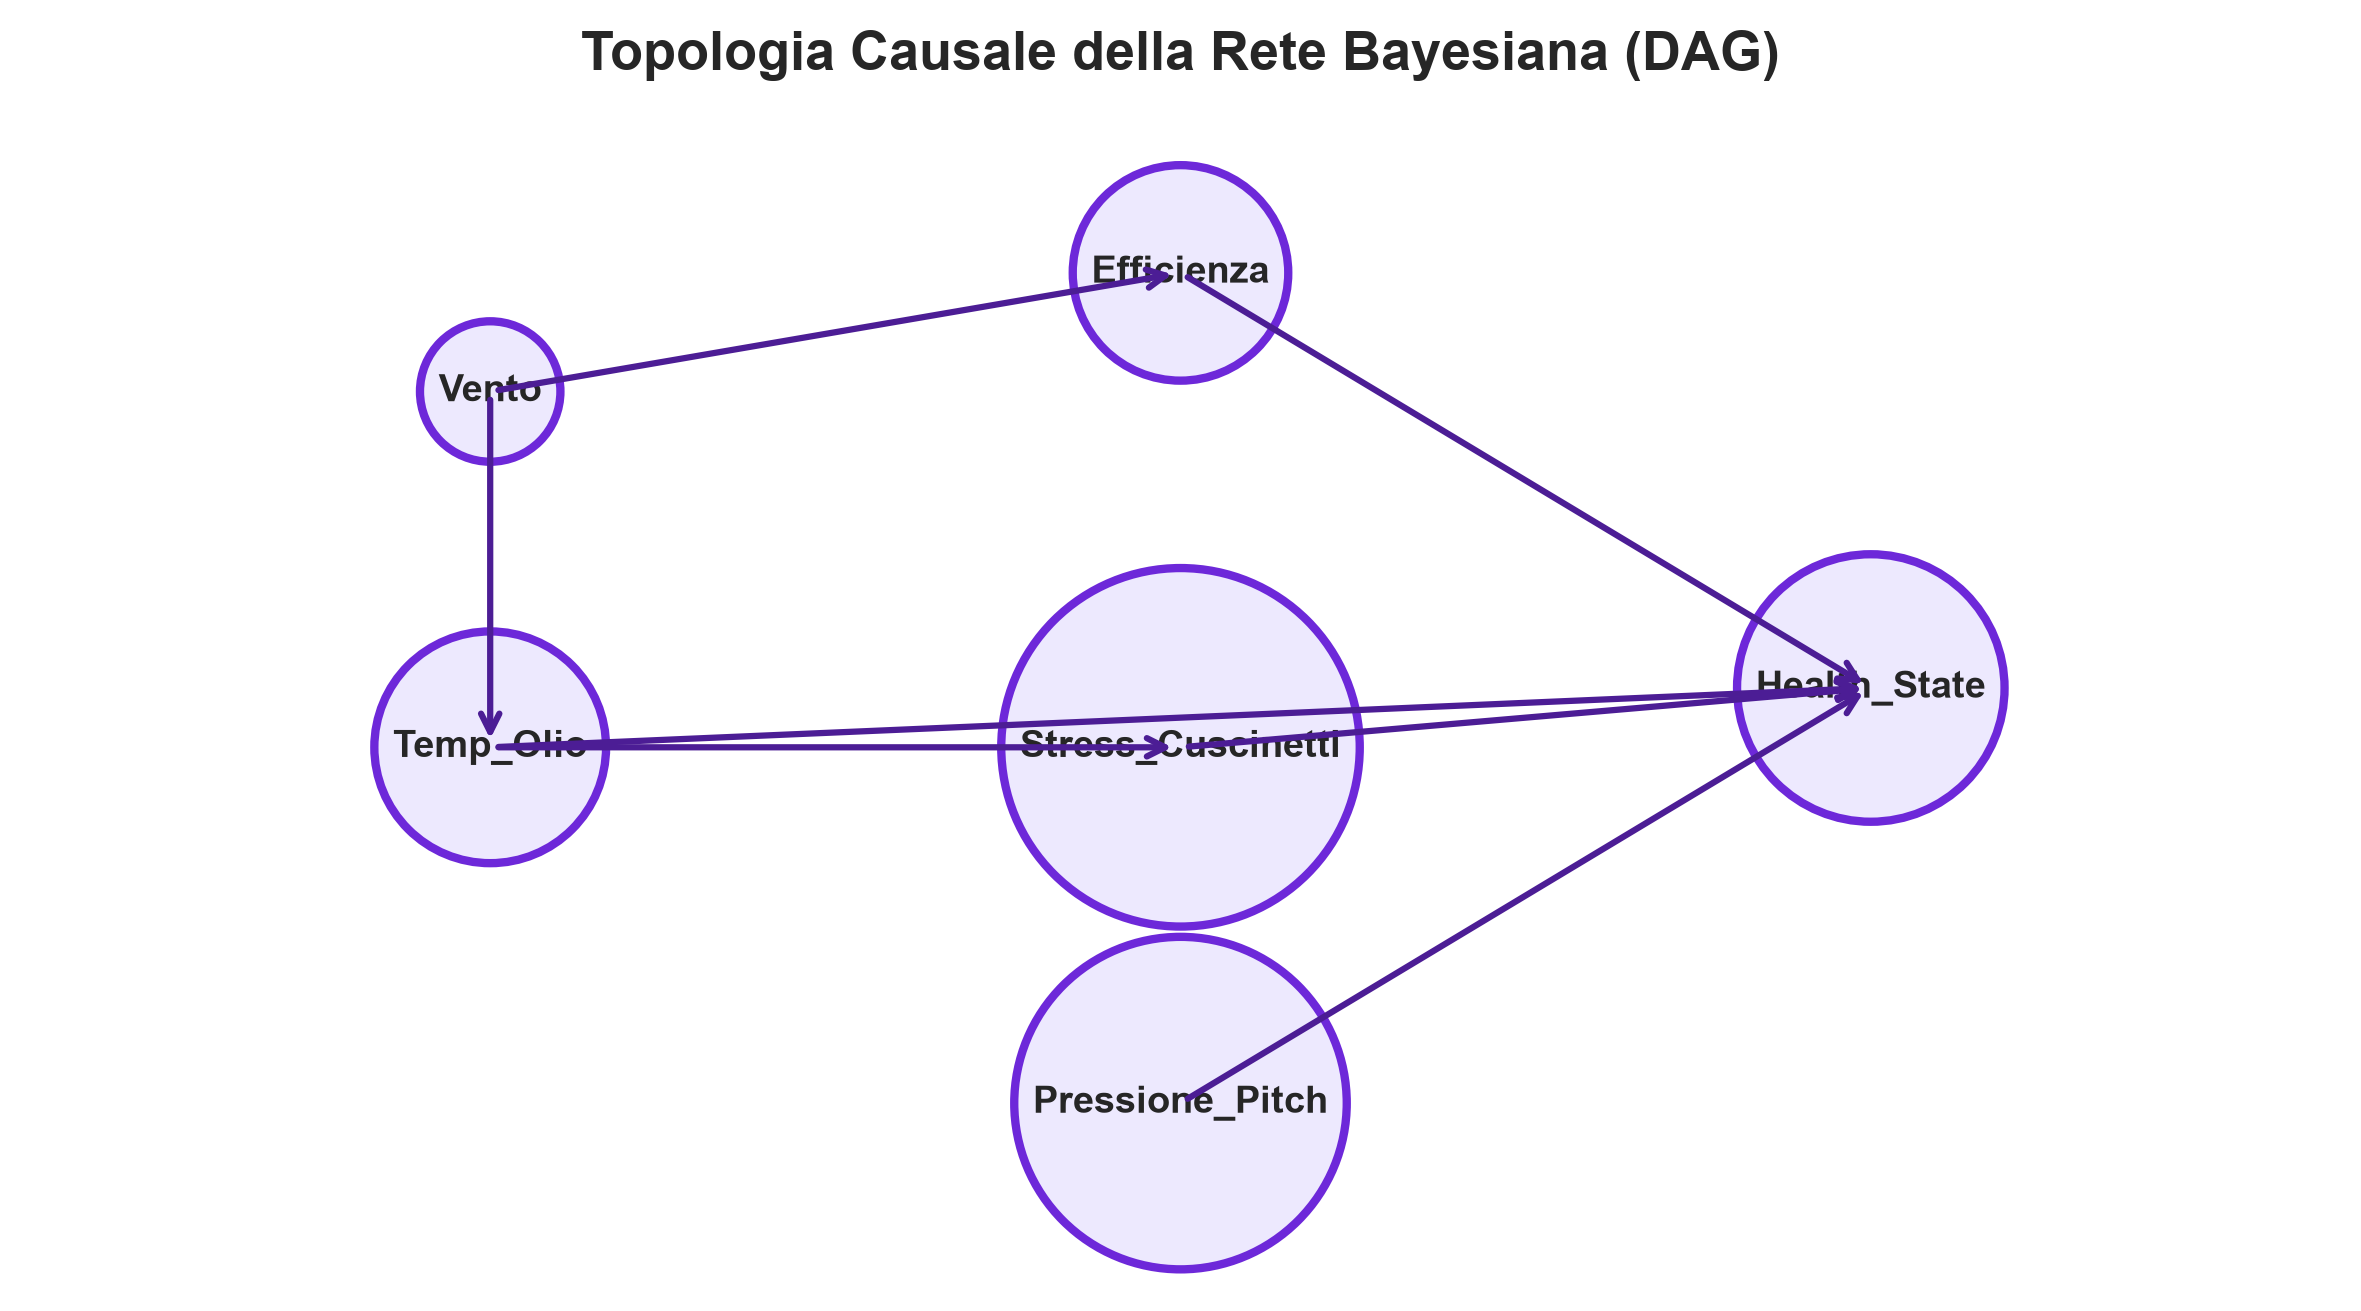 Topologia Causale della Rete Bayesiana (DAG)
Efficienza
Vento
Health_State
Temp_Olio
Stress_Cuscinetti
Pressione_Pitch